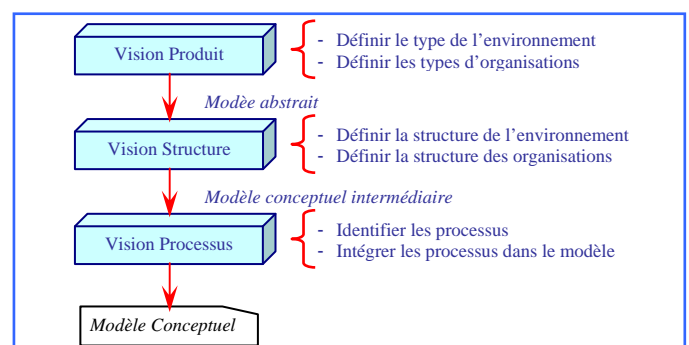 Vision Produit
- Définir le type de l'environnement
- Définir les types d'organisations
Modèe abstrait
Vision Structure
- Définir la structure de l'environnement
- Définir la structure des organisations
Modèle conceptuel intermédiaire
Vision Processus
- Identifier les processus
- Intégrer les processus dans le modèle
Modèle Conceptuel